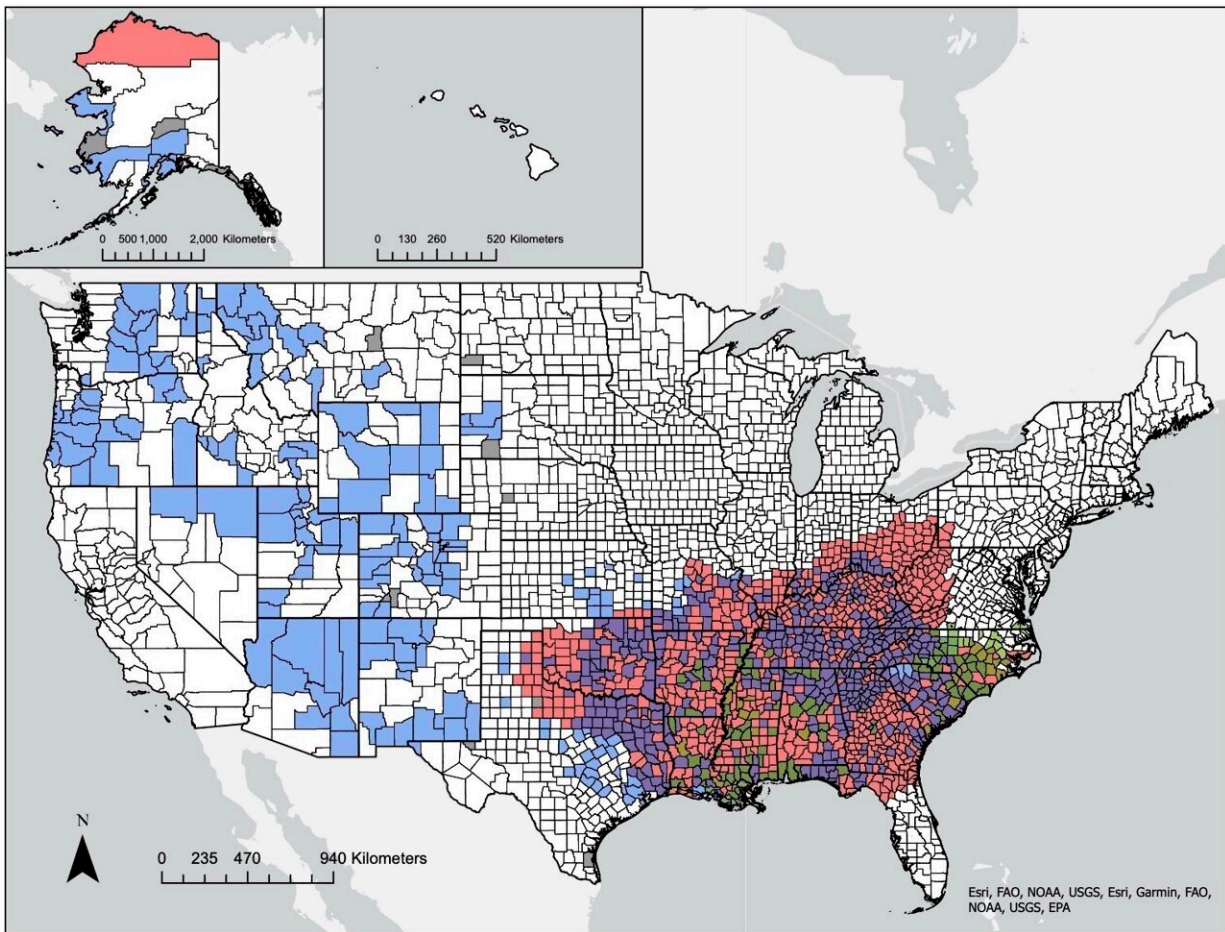 0 500 1,000 2,000 Kilometers
0 130 260 520 Kilometers
N
0 235 470 940 Kilometers
Esri, FAO, NOAA, USGS, Esri, Garmin, FAO,
NOAA, USGS, EPA